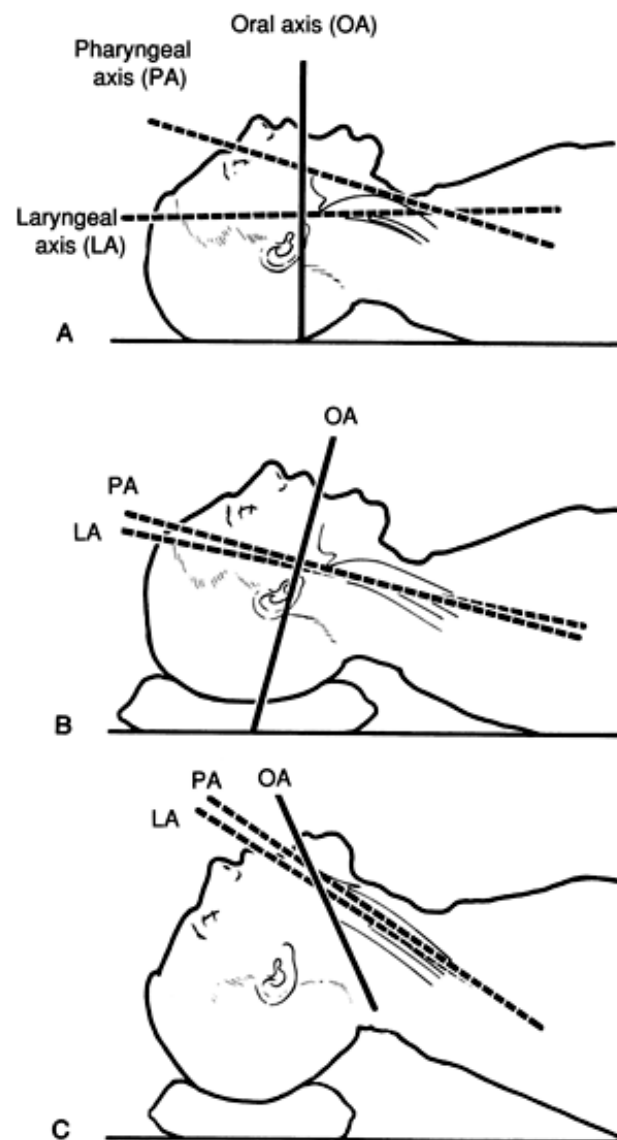 Oral axis (OA)
Pharyngeal
axis (PA)
Laryngeal
axis (LA)
A
OA
PA
LA
B
PA OA
LA
C